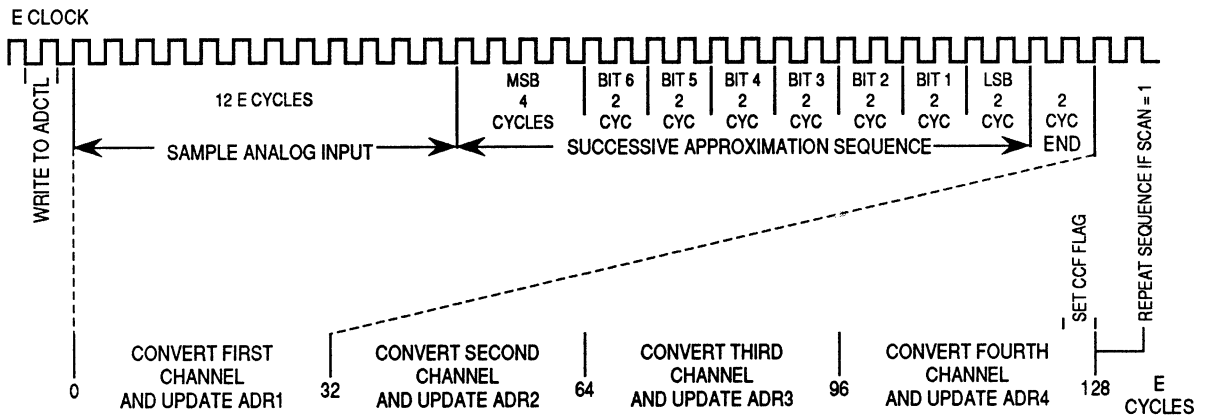 E CLOCK
WRITE TO ADCTL
12 E CYCLES
SAMPLE ANALOG INPUT
MSB
4
CYCLES
BIT 6
2
CYC
BIT 5
2
CYC
BIT 4
2
CYC
BIT 3
2
CYC
BIT 2
2
CYC
BIT 1
2
CYC
LSB
2
CYC
2
CYC
END
SUCCESSIVE APPROXIMATION SEQUENCE
SET CCF FLAG
REPEAT SEQUENCE IF SCAN = 1
0
CONVERT FIRST
CHANNEL
AND UPDATE ADR1
32
CONVERT SECOND
CHANNEL
AND UPDATE ADR2
64
CONVERT THIRD
CHANNEL
AND UPDATE ADR3
96
CONVERT FOURTH
CHANNEL
AND UPDATE ADR4
128
E
CYCLES